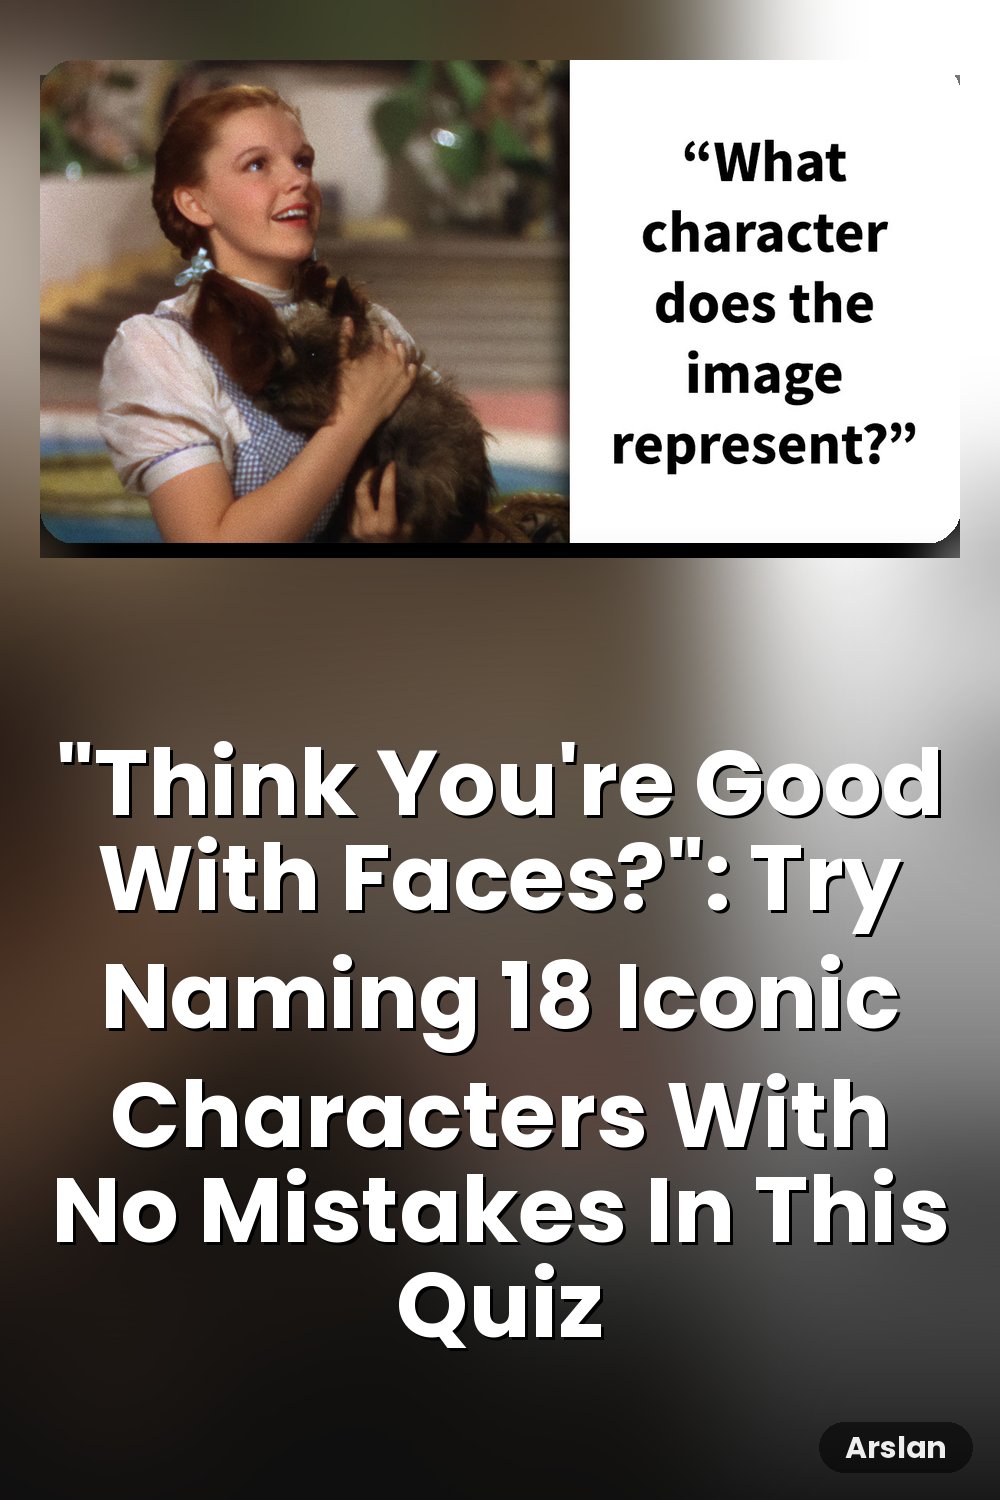 “What
character
does the
image
represent?”
"Think You're Good
With Faces?": Try
Naming 18 Iconic
Characters With
No Mistakes In This
Quiz
Arslan